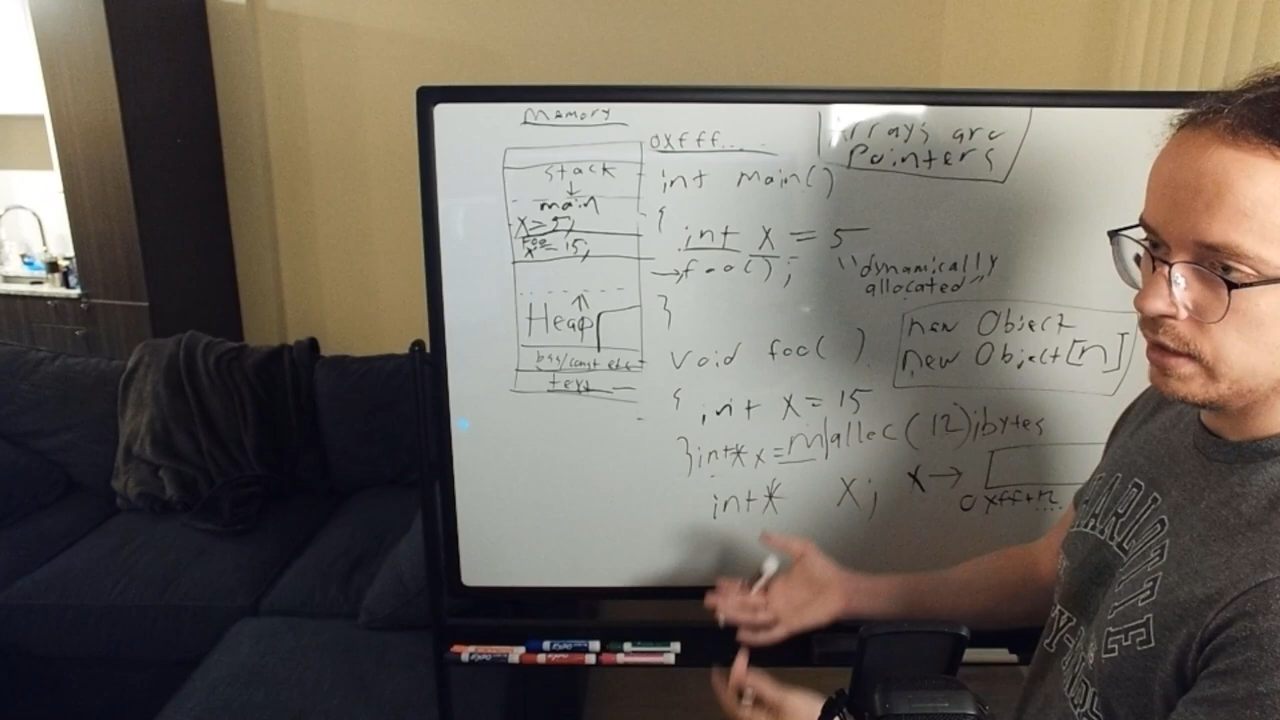 Memory
stack
main
x = 5;
Foo
x = 15;
Heap
bss/const etc
text
0xfff....
Arrays are
Pointers
int main()
{
int x = 5
→foo();
}
"dynamically
allocated"
new Object
new Object[n]
void foo( )
{ int x = 15
}int* x = malloc(12);bytes
int* x;
x →
CHARLOTTE